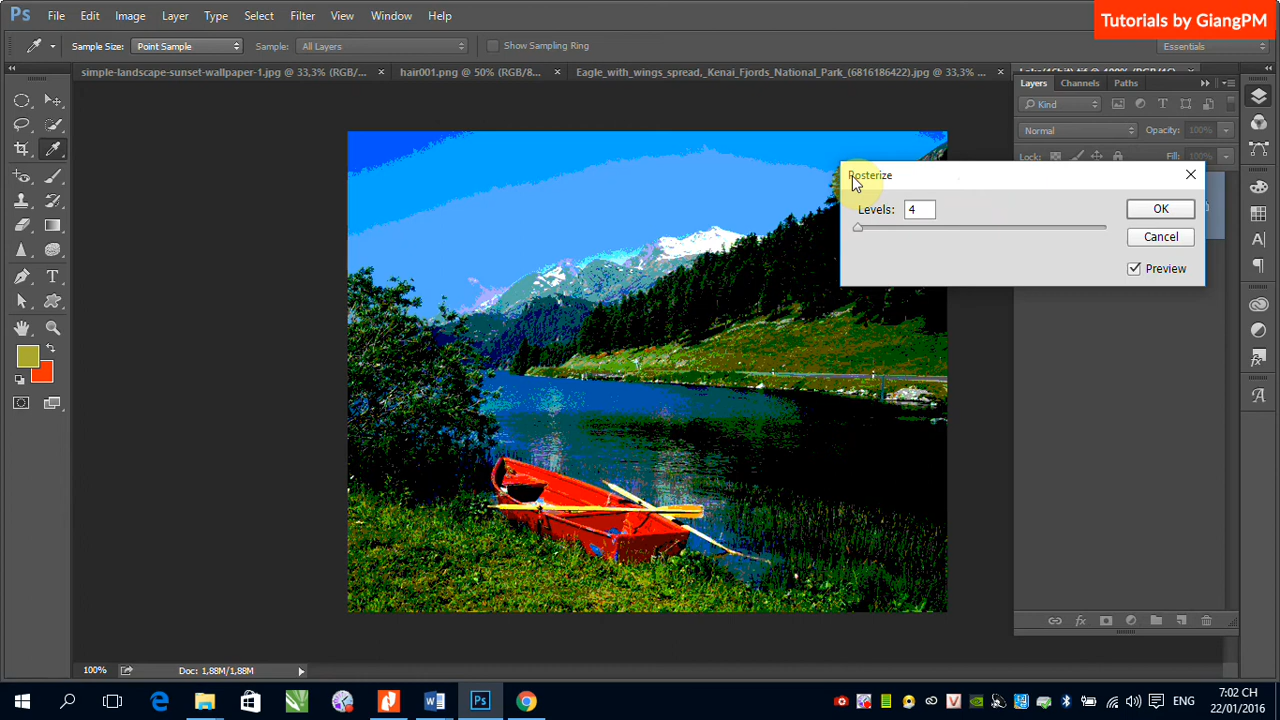 Ps File Edit Image Layer Type Select Filter View Window Help
Tutorials by GiangPM
Sample Size: Point Sample Sample: All Layers Show Sampling Ring Essentials
simple-landscape-sunset-wallpaper-1.jpg @ 33,3% (RGB/... hair001.png @ 50% (RGB/8... Eagle_with_wings_spread,_Kenai_Fjords_National_Park_(6816186422).jpg @ 33,3% ...
Layers Channels Paths
Kind
Normal Opacity: 100%
Lock: Fill: 100%
Posterize
Levels: 4
OK
Cancel
Preview
100% Doc: 1,88M/1,88M
ENG
7:02 CH
22/01/2016